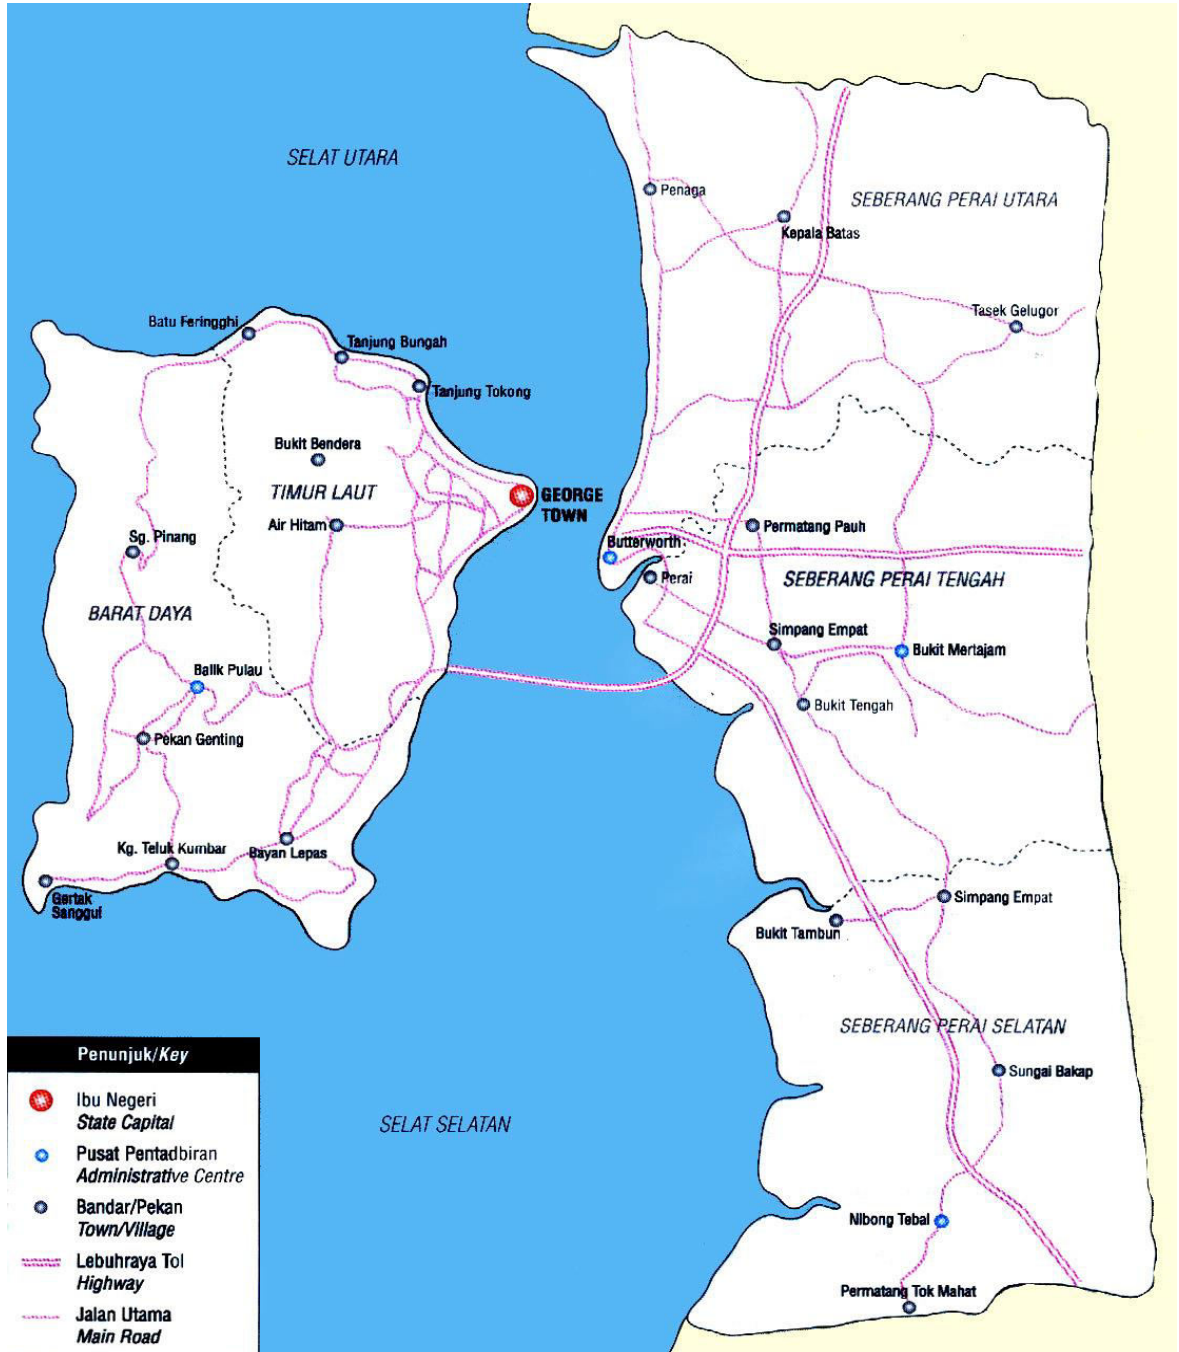 SELAT UTARA
Penaga
SEBERANG PERAI UTARA
Kepala Batas
Tasek Gelugor
Batu Feringghi
Tanjung Bungah
Tanjung Tokong
Bukit Bendera
TIMUR LAUT
GEORGE
TOWN
Air Hitam
Permatang Pauh
Sg. Pinang
Butterworth
Perai
SEBERANG PERAI TENGAH
BARAT DAYA
Simpang Empat
Bukit Mertajam
Balik Pulau
Bukit Tengah
Pekan Genting
Kg. Teluk Kumbar
Bayan Lepas
Gertak
Sanggul
Simpang Empat
Bukit Tambun
SEBERANG PERAI SELATAN
Sungai Bakap
SELAT SELATAN
Nibong Tebal
Permatang Tok Mahat
Penunjuk/Key
Ibu Negeri
State Capital
Pusat Pentadbiran
Administrative Centre
Bandar/Pekan
Town/Village
Lebuhraya Tol
Highway
Jalan Utama
Main Road